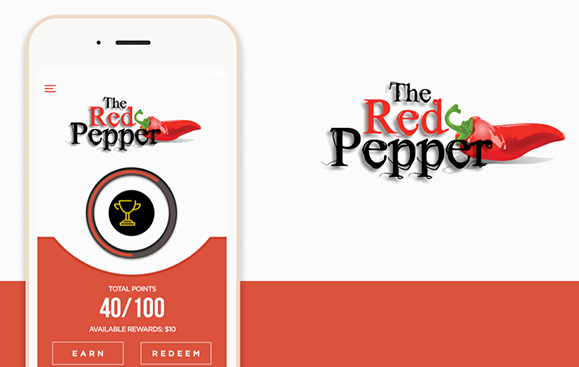 The
Red
Pepper
TOTAL POINTS
40/100
AVAILABLE REWARDS: $10
EARN
REDEEM
The
Red
Pepper